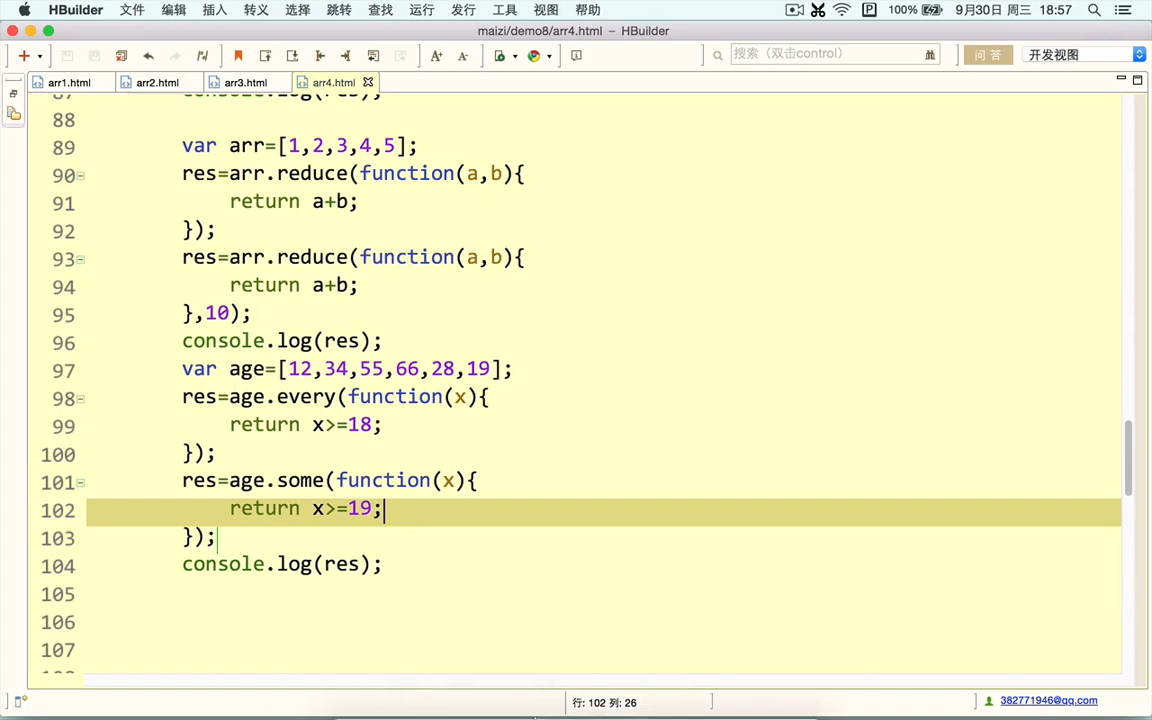 HBuilder 文件 编辑 插入 转义 选择 跳转 查找 运行 发行 工具 视图 帮助 100% 9月30日 周三 18:57
maizi/demo8/arr4.html — HBuilder
搜索（双击control） 问答 开发视图
arr1.html arr2.html arr3.html arr4.html
87 console.log(res);
88
89 var arr=[1,2,3,4,5];
90 res=arr.reduce(function(a,b){
91 return a+b;
92 });
93 res=arr.reduce(function(a,b){
94 return a+b;
95 },10);
96 console.log(res);
97 var age=[12,34,55,66,28,19];
98 res=age.every(function(x){
99 return x>=18;
100 });
101 res=age.some(function(x){
102 return x>=19;
103 });
104 console.log(res);
105
106
107
行: 102 列: 26 382771946@qq.com